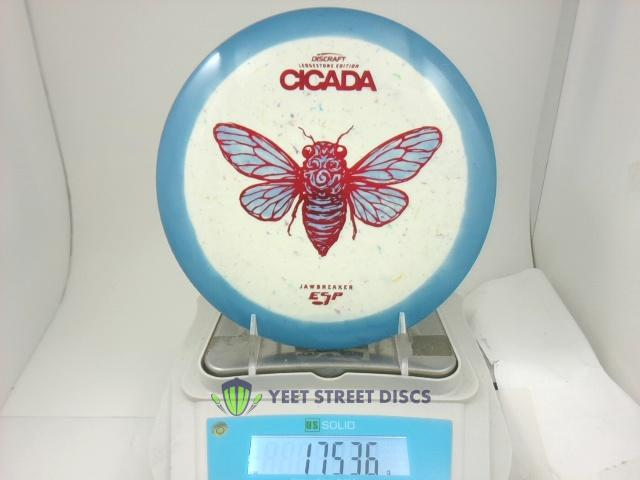 DISCRAFT
LEDGESTONE EDITION
CICADA
JAWBREAKER
ESP
YEET STREET DISCS
US SOLID
175.36 g